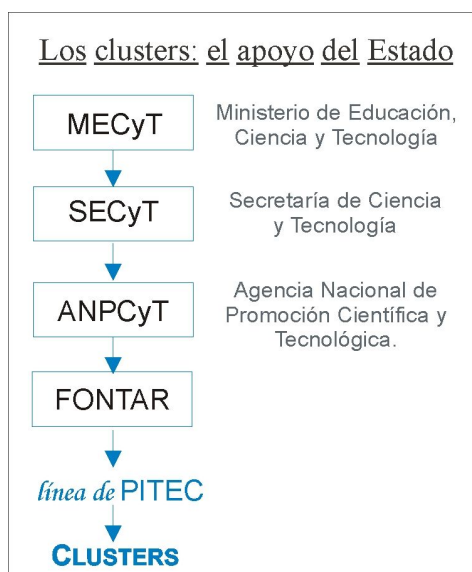 Los clusters: el apoyo del Estado
MECyT
Ministerio de Educación,
Ciencia y Tecnología
SECyT
Secretaría de Ciencia
y Tecnología
ANPCyT
Agencia Nacional de
Promoción Científica y
Tecnológica.
FONTAR
línea de PITEC
CLUSTERS